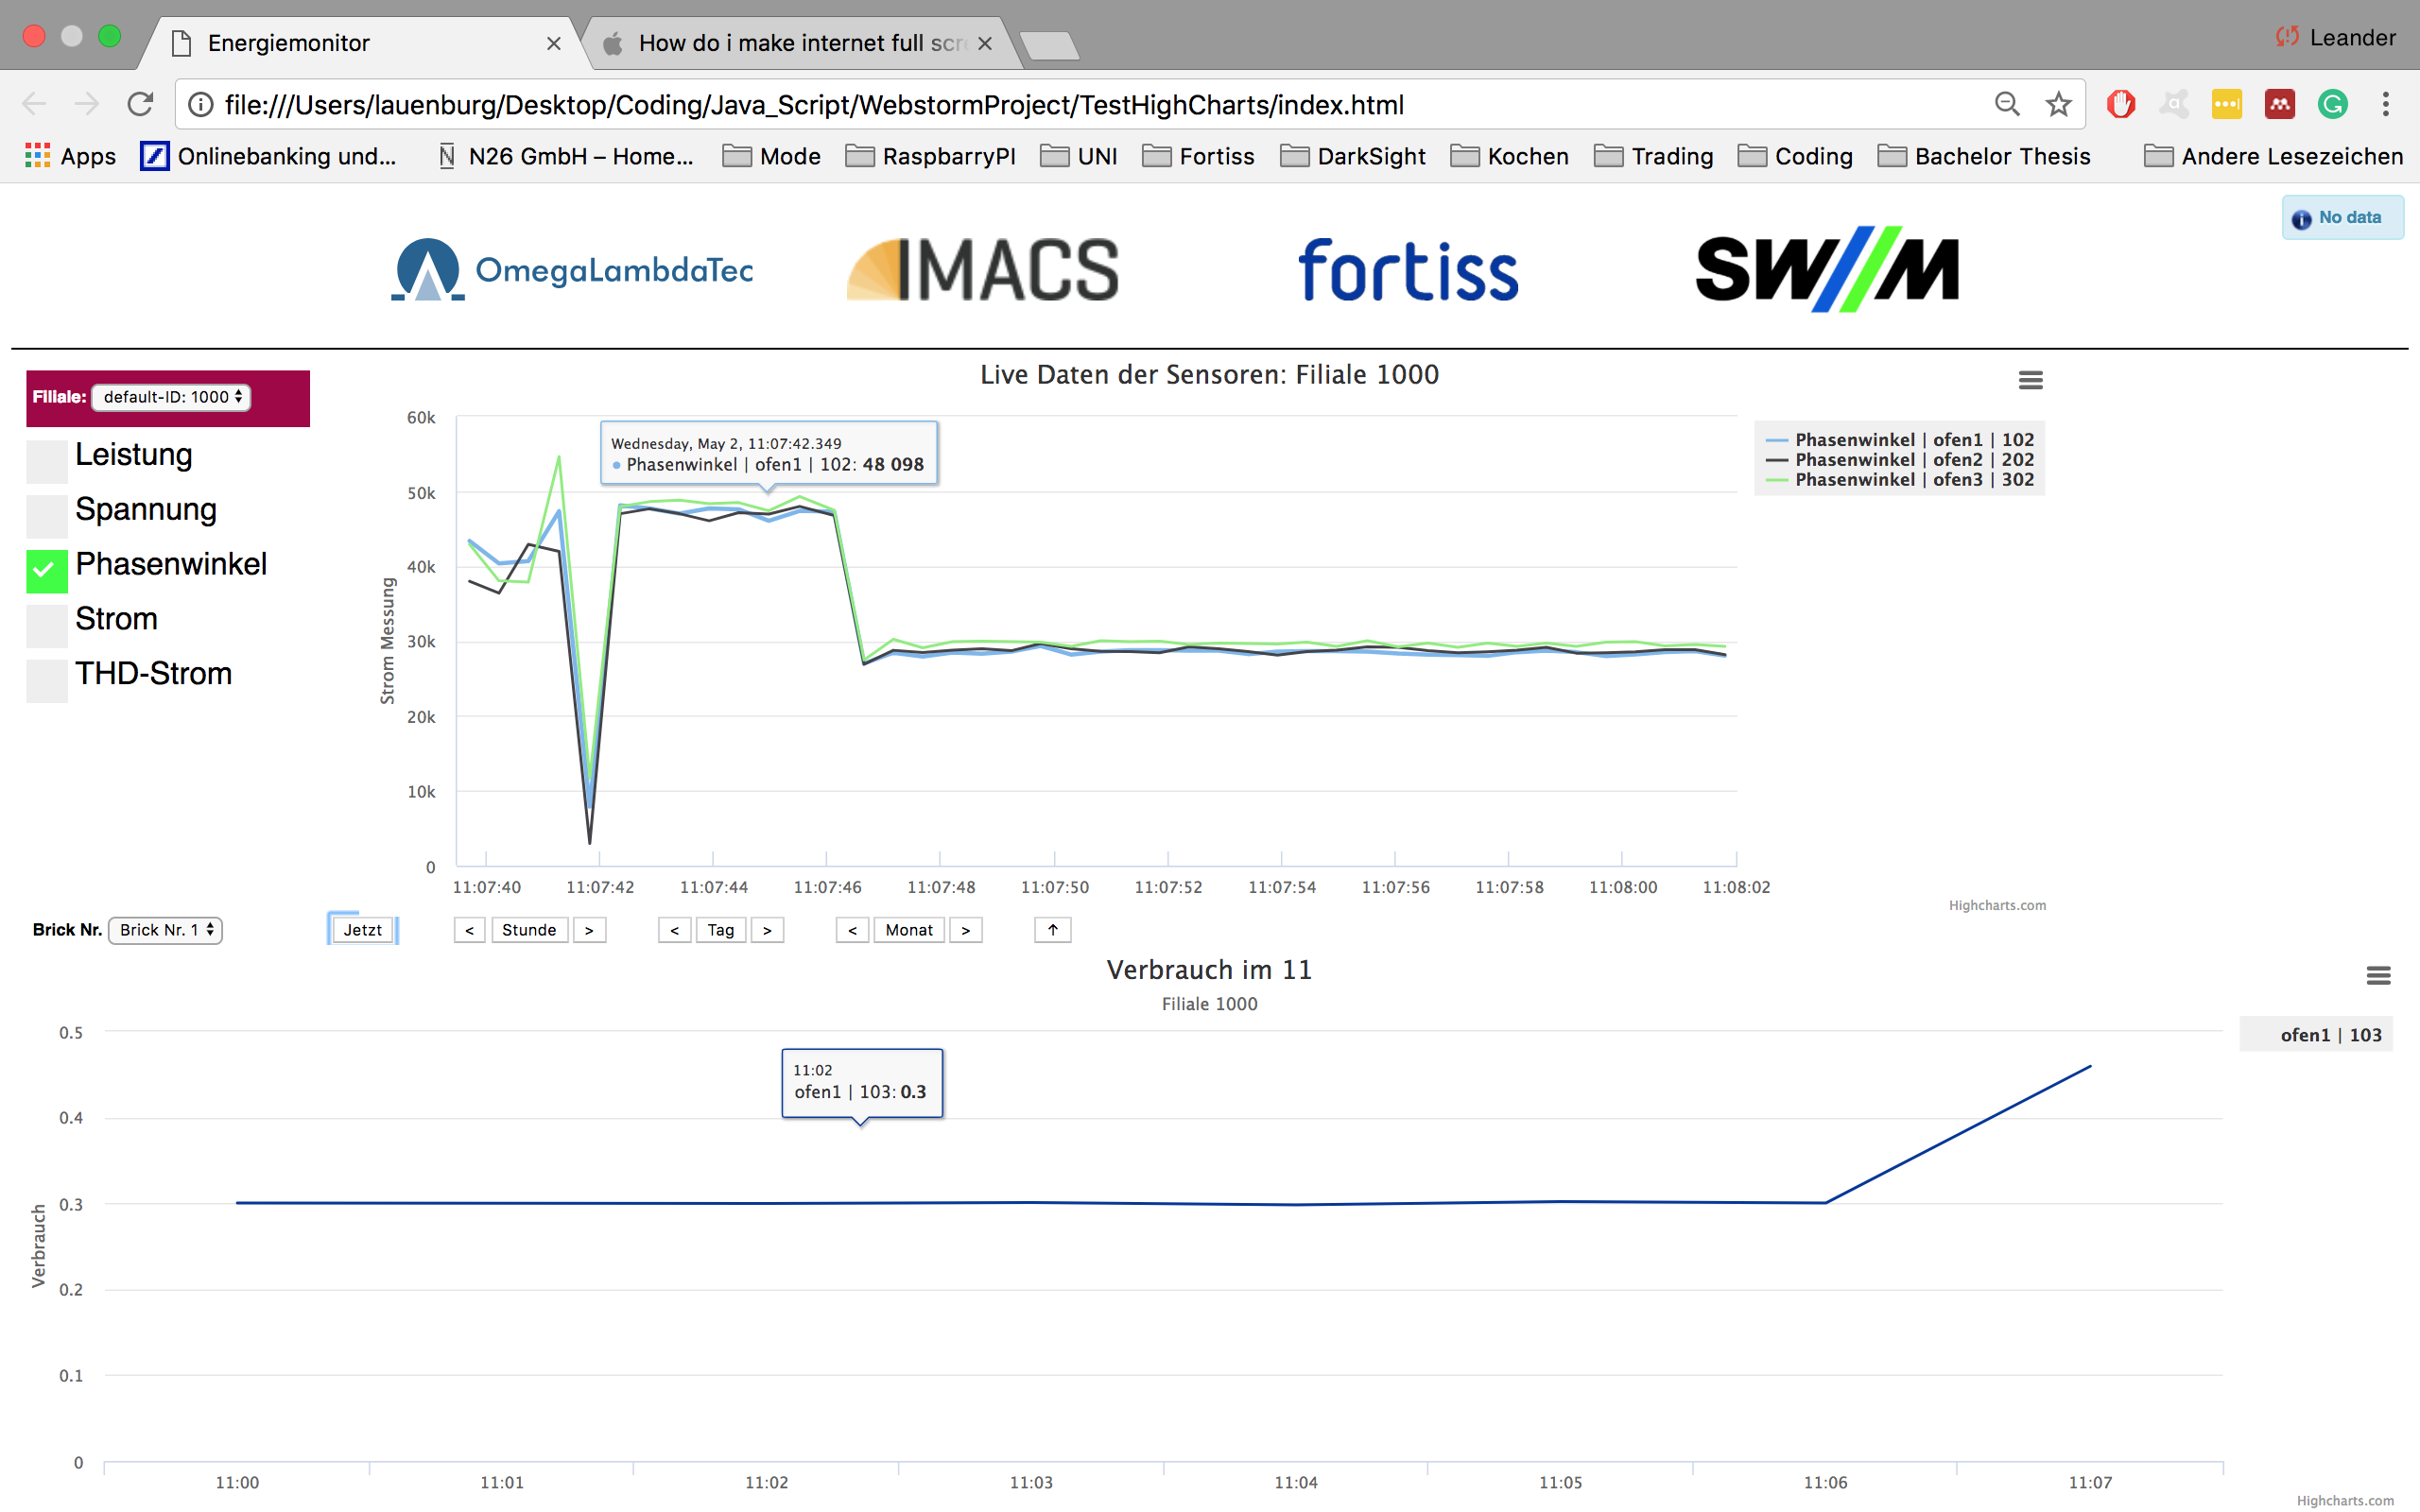 Energiemonitor
How do i make internet full scre
Leander
file:///Users/lauenburg/Desktop/Coding/Java_Script/WebstormProject/TestHighCharts/index.html
Apps Onlinebanking und... N26 GmbH – Home... Mode RaspbarryPI UNI Fortiss DarkSight Kochen Trading Coding Bachelor Thesis Andere Lesezeichen
No data
OmegaLambdaTec IMACS fortiss SW//M
Filiale: default-ID: 1000
Leistung
Spannung
Phasenwinkel
Strom
THD-Strom
Live Daten der Sensoren: Filiale 1000
60k
50k
40k
30k
20k
10k
0
Strom Messung
Wednesday, May 2, 11:07:42.349
Phasenwinkel | ofen1 | 102: 48 098
Phasenwinkel | ofen1 | 102
Phasenwinkel | ofen2 | 202
Phasenwinkel | ofen3 | 302
11:07:40 11:07:42 11:07:44 11:07:46 11:07:48 11:07:50 11:07:52 11:07:54 11:07:56 11:07:58 11:08:00 11:08:02
Highcharts.com
Brick Nr. Brick Nr. 1 Jetzt < Stunde > < Tag > < Monat > ↑
Verbrauch im 11
Filiale 1000
0.5
0.4
0.3
0.2
0.1
0
Verbrauch
11:02
ofen1 | 103: 0.3
ofen1 | 103
11:00 11:01 11:02 11:03 11:04 11:05 11:06 11:07
Highcharts.com